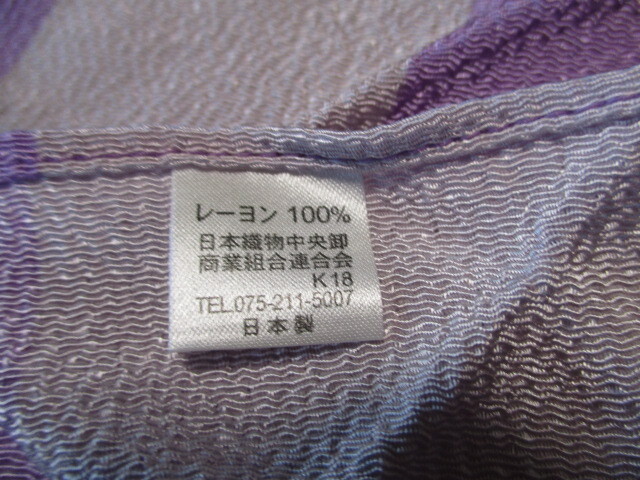 レーヨン 100%
日本織物中央卸
商業組合連合会
K18
TEL.075-211-5007
日本製